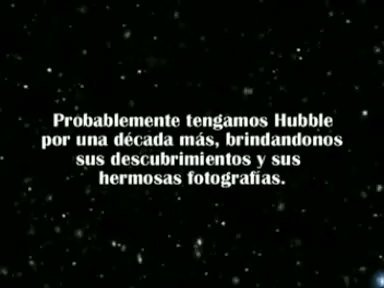 Probablemente tengamos Hubble
por una década más, brindandonos
sus descubrimientos y sus
hermosas fotografías.